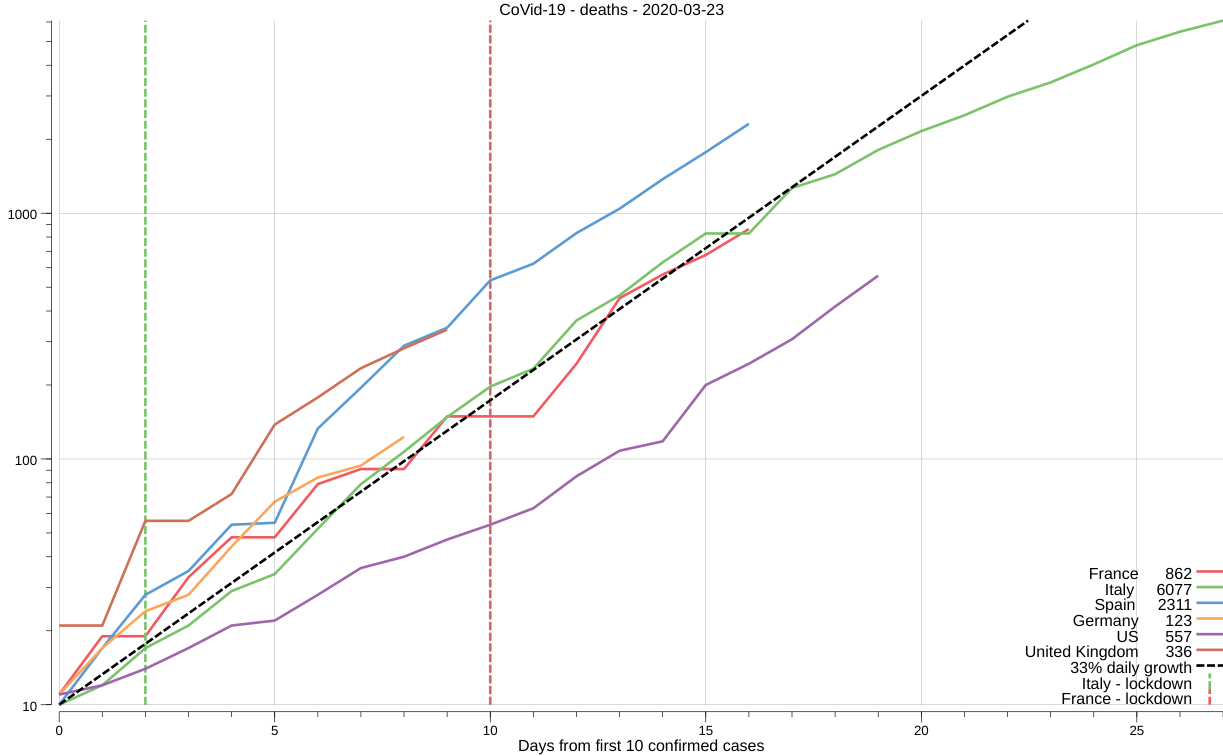 CoVid-19 - deaths - 2020-03-23
1000
100
10
France 862
Italy 6077
Spain 2311
Germany 123
US 557
United Kingdom 336
33% daily growth
Italy - lockdown
France - lockdown
0 5 10 15 20 25
Days from first 10 confirmed cases